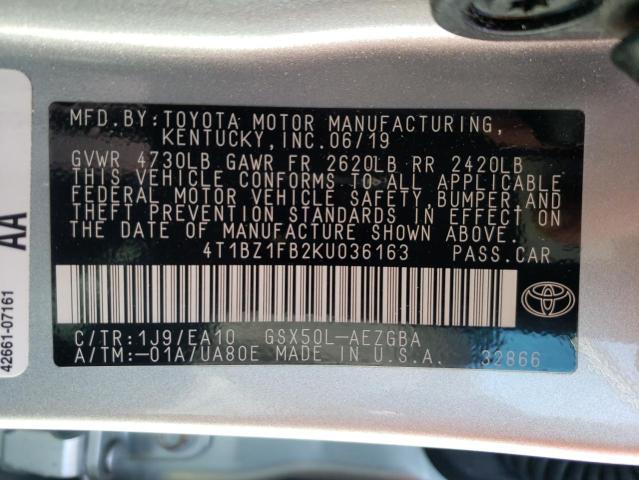 MFD.BY:TOYOTA MOTOR MANUFACTURING,
KENTUCKY, INC. 06/19
GVWR 4730LB GAWR FR 2620LB RR 2420LB
THIS VEHICLE CONFORMS TO ALL APPLICABLE
FEDERAL MOTOR VEHICLE SAFETY, BUMPER, AND
THEFT PREVENTION STANDARDS IN EFFECT ON
THE DATE OF MANUFACTURE SHOWN ABOVE.
4T1BZ1FB2KU036163 PASS.CAR
C/TR:1J9/EA10 GSX50L-AEZGBA
A/TM:-01A/UA80E MADE IN U.S.A. 32866
AA
42661-07161